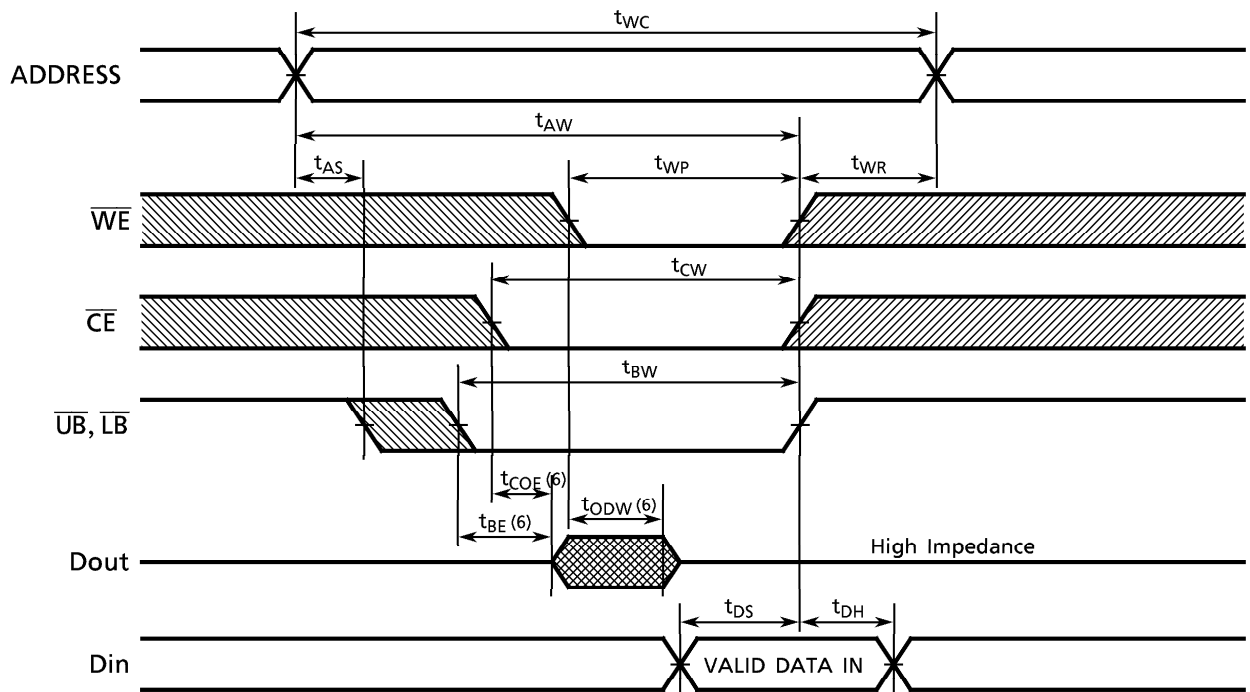 tWC
ADDRESS
tAW
tAS
tWP
tWR
WE
tCW
CE
tBW
UB, LB
tCOE (6)
tODW (6)
tBE (6)
High Impedance
Dout
tDS
tDH
Din
VALID DATA IN